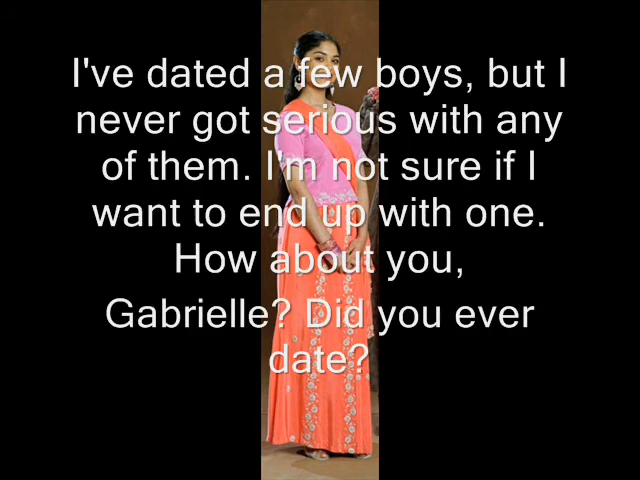 I've dated a few boys, but I
never got serious with any
of them. I'm not sure if I
want to end up with one.
How about you,
Gabrielle? Did you ever
date?